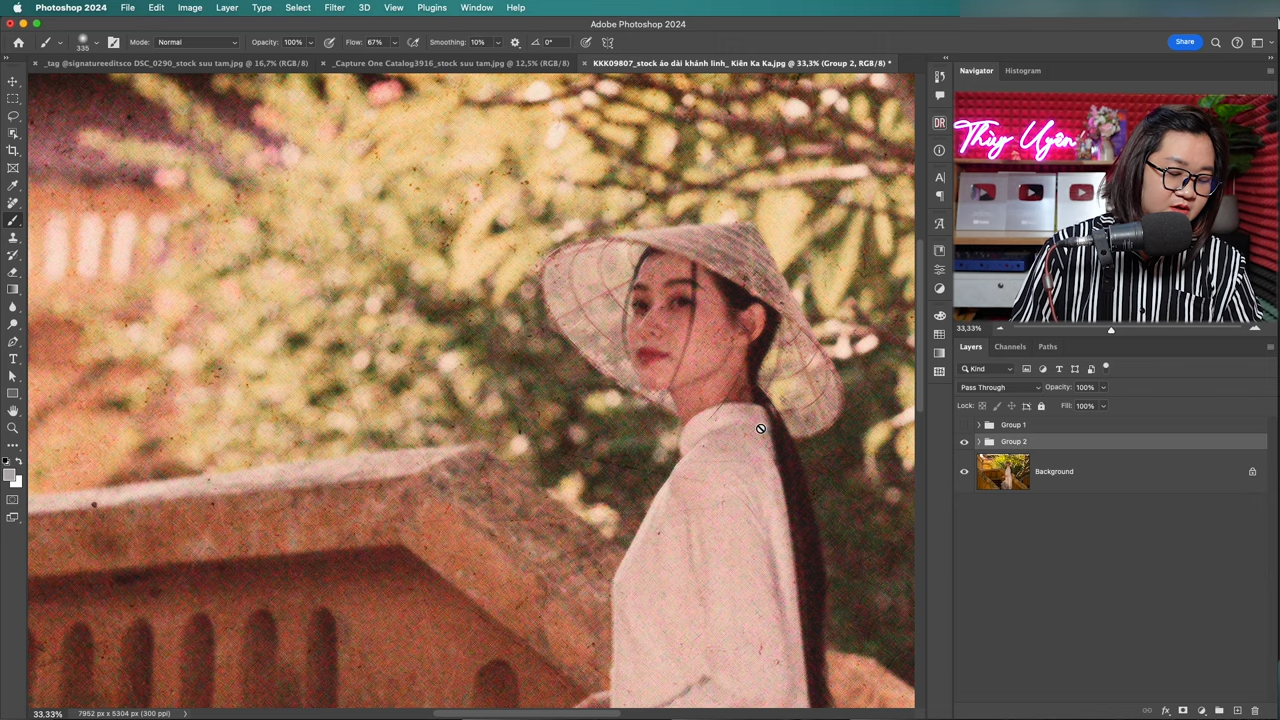 Photoshop 2024 File Edit Image Layer Type Select Filter 3D View Plugins Window Help
Adobe Photoshop 2024
335 Mode: Normal Opacity: 100% Flow: 67% Smoothing: 10% 0° Share
_tag @signatureeditsco DSC_0290_stock suu tam.jpg @ 16,7% (RGB/8) _Capture One Catalog3916_stock suu tam.jpg @ 12,5% (RGB/8) KKK09807_stock áo dài khánh linh_ Kiên Ka Ka.jpg @ 33,3% (Group 2, RGB/8) *
Navigator Histogram
Thùy Uyên
DR
33,33%
Layers Channels Paths
Kind
Pass Through Opacity: 100%
Lock: Fill: 100%
Group 1
Group 2
Background
33,33% 7952 px x 5304 px (300 ppi)